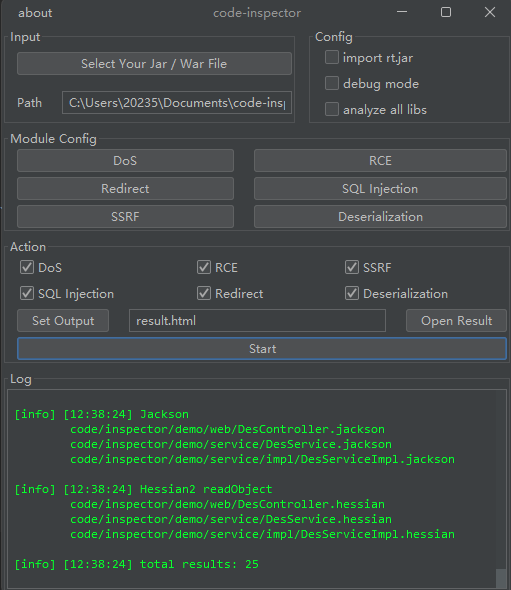 about code-inspector
Input
Select Your Jar / War File
Path C:\Users\20235\Documents\code-insp
Config
import rt.jar
debug mode
analyze all libs
Module Config
DoS RCE
Redirect SQL Injection
SSRF Deserialization
Action
DoS RCE SSRF
SQL Injection Redirect Deserialization
Set Output result.html Open Result
Start
Log
[info] [12:38:24] Jackson
code/inspector/demo/web/DesController.jackson
code/inspector/demo/service/DesService.jackson
code/inspector/demo/service/impl/DesServiceImpl.jackson
[info] [12:38:24] Hessian2 readObject
code/inspector/demo/web/DesController.hessian
code/inspector/demo/service/DesService.hessian
code/inspector/demo/service/impl/DesServiceImpl.hessian
[info] [12:38:24] total results: 25